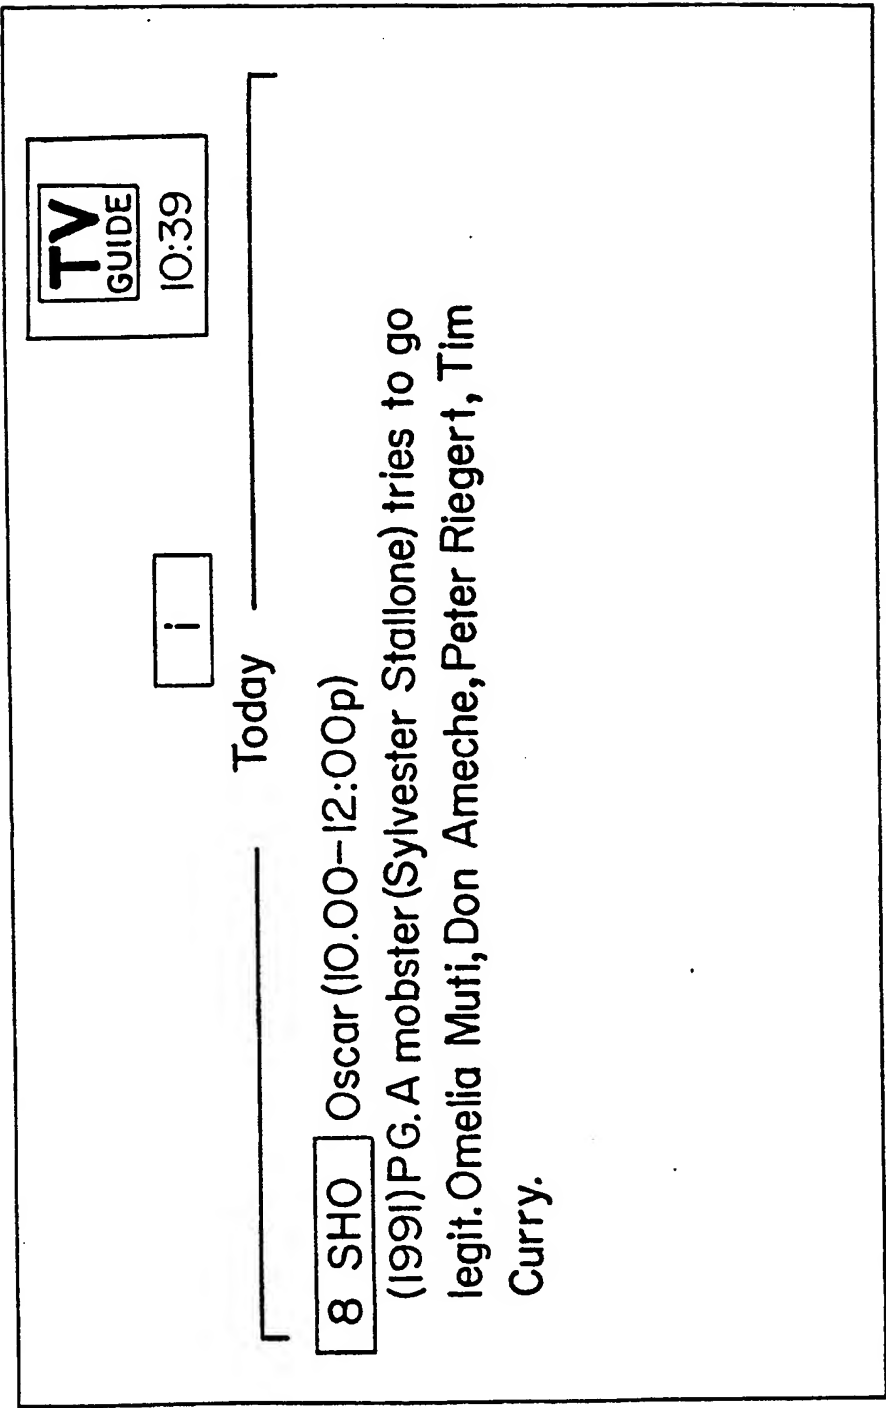 TV
GUIDE
10:39
i
Today
8 SHO Oscar (10.00-12:00p)
(1991) PG. A mobster (Sylvester Stallone) tries to go
legit. Omelia Muti, Don Ameche, Peter Riegert, Tim
Curry.